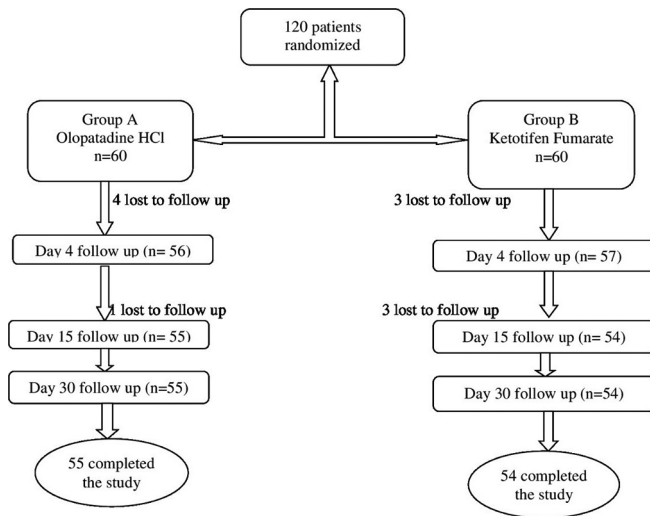 120 patients
randomized
Group A
Olopatadine HCl
n=60
Group B
Ketotifen Fumarate
n=60
4 lost to follow up
3 lost to follow up
Day 4 follow up (n= 56)
Day 4 follow up (n= 57)
1 lost to follow up
3 lost to follow up
Day 15 follow up (n= 55)
Day 15 follow up (n= 54)
Day 30 follow up (n=55)
Day 30 follow up (n=54)
55 completed
the study
54 completed
the study